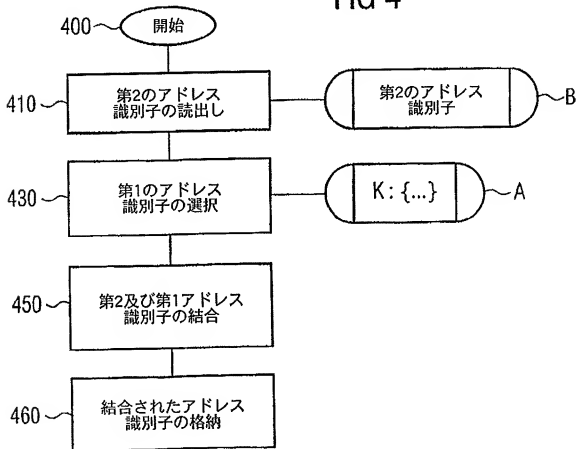 Fig 4
400
開始
410
第2のアドレス
識別子の読出し
第2のアドレス
識別子
B
430
第1のアドレス
識別子の選択
K:{...}
A
450
第2及び第1アドレス
識別子の結合
460
結合されたアドレス
識別子の格納